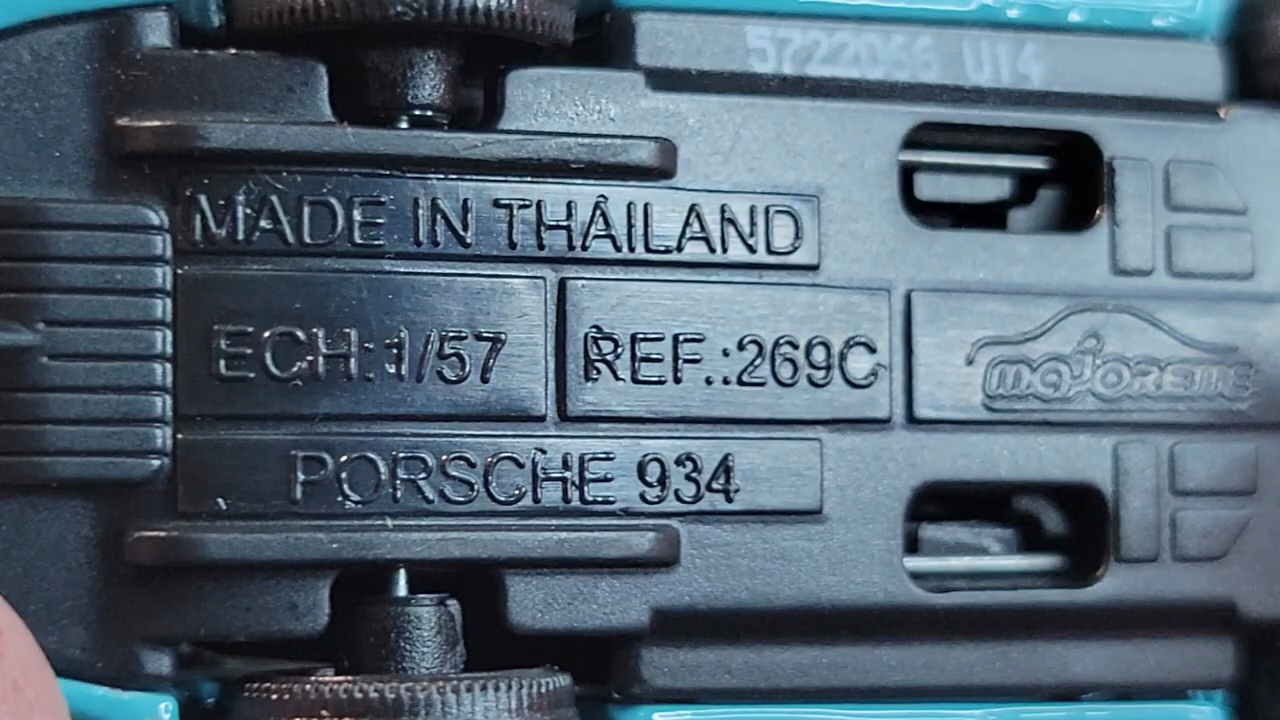 5722066 U14
MADE IN THAILAND
ECH:1/57
REF.:269C
majorette
PORSCHE 934